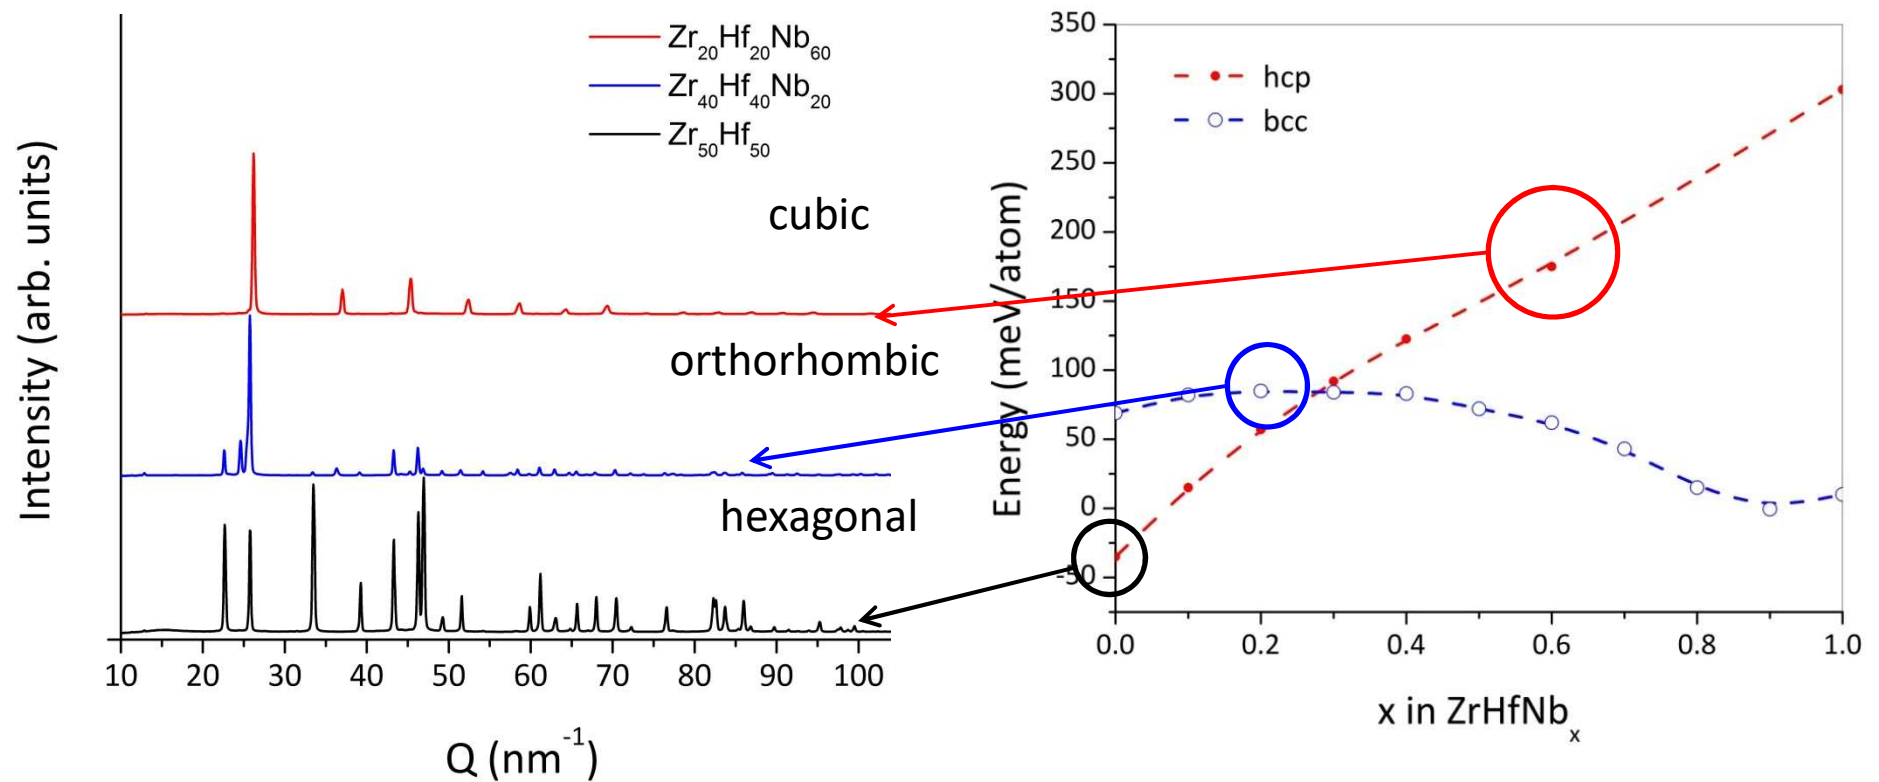 Zr20Hf20Nb60
Zr40Hf40Nb20
Zr50Hf50
cubic
orthorhombic
hexagonal
Intensity (arb. units)
10 20 30 40 50 60 70 80 90 100
Q (nm-1)
hcp
bcc
350
300
250
200
150
100
50
0
-50
Energy (meV/atom)
0.0 0.2 0.4 0.6 0.8 1.0
x in ZrHfNbx